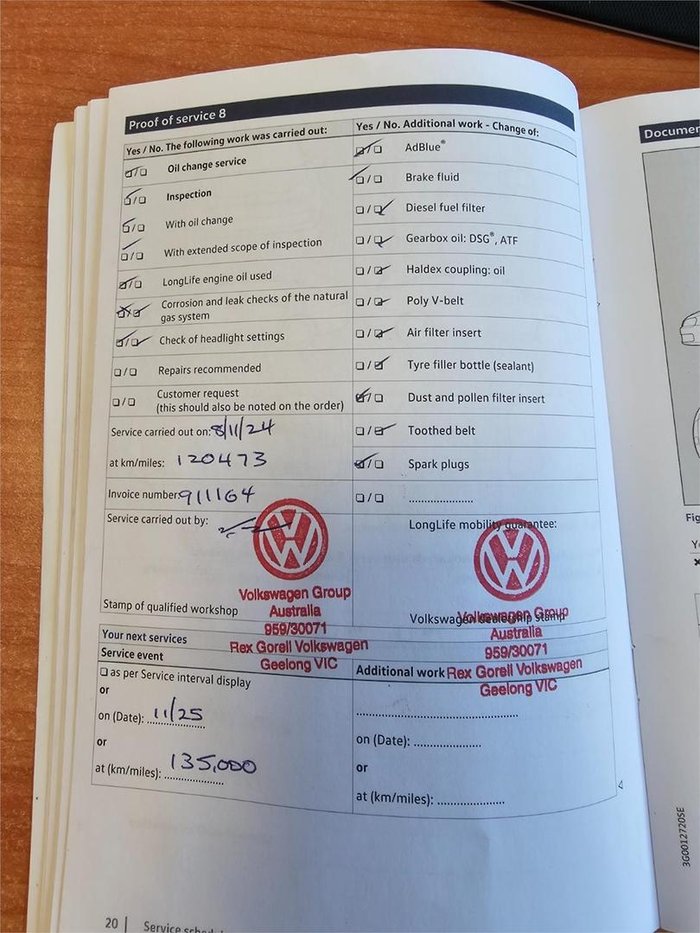 Proof of service 8
Yes / No. The following work was carried out:
☑/☐ Oil change service
☑/☐ Inspection
☑/☐ With oil change
☑/☐ With extended scope of inspection
☑/☐ LongLife engine oil used
☒/☑ Corrosion and leak checks of the natural
gas system
☑/☑ Check of headlight settings
☐/☐ Repairs recommended
☐/☐ Customer request
(this should also be noted on the order)
Service carried out on: 8/11/24
at km/miles: 120473
Invoice number: 911164
Service carried out by:
Stamp of qualified workshop
Volkswagen Group
Australia
959/30071
Rex Gorell Volkswagen
Geelong VIC
Yes / No. Additional work - Change of:
☑/☐ AdBlue®
☑/☐ Brake fluid
☐/☑ Diesel fuel filter
☐/☑ Gearbox oil: DSG®, ATF
☐/☑ Haldex coupling: oil
☐/☑ Poly V-belt
☐/☑ Air filter insert
☐/☑ Tyre filler bottle (sealant)
☑/☐ Dust and pollen filter insert
☐/☑ Toothed belt
☑/☐ Spark plugs
☐/☐ ......................
LongLife mobility guarantee:
Volkswagen dealership stamp
Volkswagen Group
Australia
959/30071
Rex Gorell Volkswagen
Geelong VIC
Your next services
Service event
☐ as per Service interval display
or
on (Date): 11/25
or
at (km/miles): 135,000
Additional work
......................
on (Date): ......................
or
at (km/miles): ......................
20 | Service
Documen
Fig
3G0012720SE